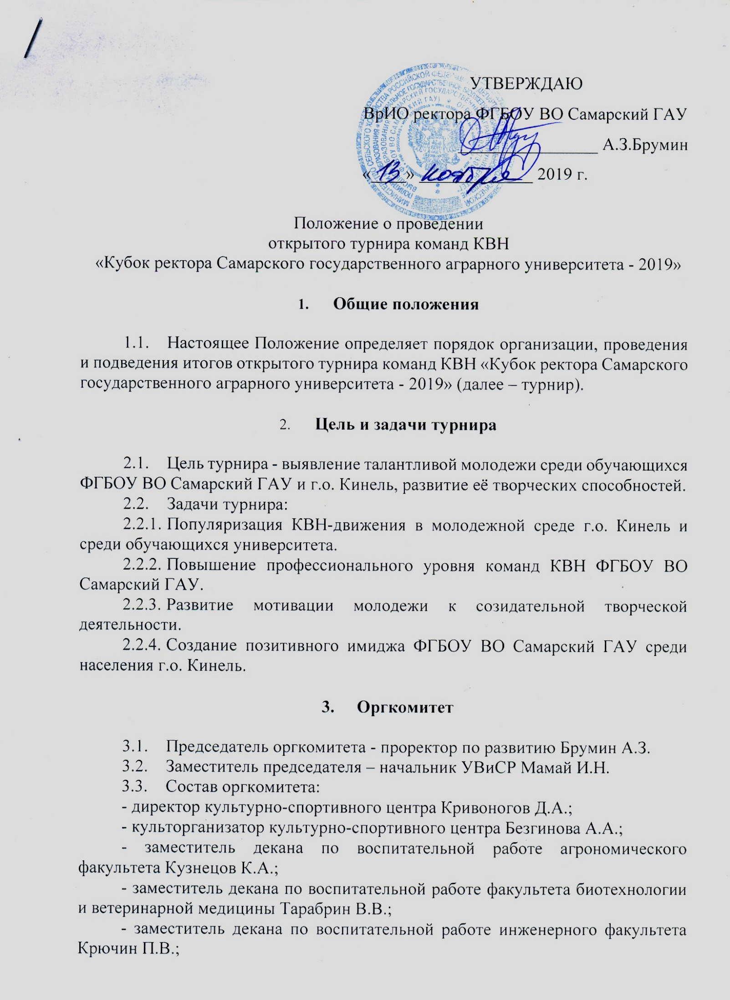 УТВЕРЖДАЮ
ВрИО ректора ФГБОУ ВО Самарский ГАУ
А.З.Брумин
«13» ноября 2019 г.
Положение о проведении
открытого турнира команд КВН
«Кубок ректора Самарского государственного аграрного университета - 2019»
1. Общие положения
1.1. Настоящее Положение определяет порядок организации, проведения
и подведения итогов открытого турнира команд КВН «Кубок ректора Самарского
государственного аграрного университета - 2019» (далее – турнир).
2. Цель и задачи турнира
2.1. Цель турнира - выявление талантливой молодежи среди обучающихся
ФГБОУ ВО Самарский ГАУ и г.о. Кинель, развитие её творческих способностей.
2.2. Задачи турнира:
2.2.1. Популяризация КВН-движения в молодежной среде г.о. Кинель и
среди обучающихся университета.
2.2.2. Повышение профессионального уровня команд КВН ФГБОУ ВО
Самарский ГАУ.
2.2.3. Развитие мотивации молодежи к созидательной творческой
деятельности.
2.2.4. Создание позитивного имиджа ФГБОУ ВО Самарский ГАУ среди
населения г.о. Кинель.
3. Оргкомитет
3.1. Председатель оргкомитета - проректор по развитию Брумин А.З.
3.2. Заместитель председателя – начальник УВиСР Мамай И.Н.
3.3. Состав оргкомитета:
- директор культурно-спортивного центра Кривоногов Д.А.;
- культорганизатор культурно-спортивного центра Безгинова А.А.;
- заместитель декана по воспитательной работе агрономического
факультета Кузнецов К.А.;
- заместитель декана по воспитательной работе факультета биотехнологии
и ветеринарной медицины Тарабрин В.В.;
- заместитель декана по воспитательной работе инженерного факультета
Крючин П.В.;